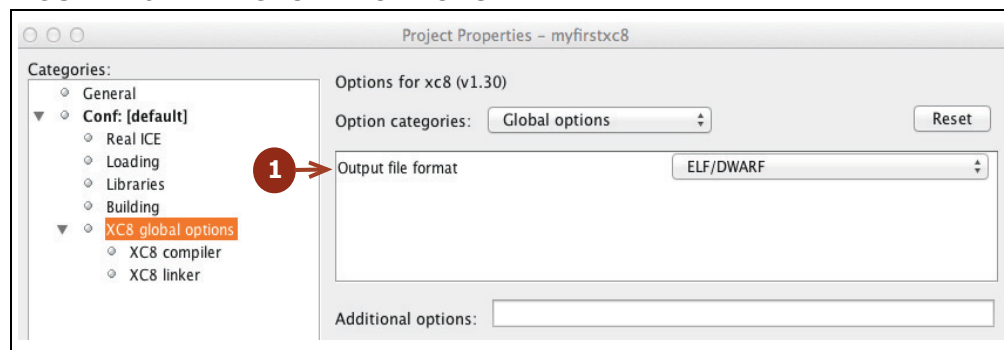 Project Properties – myfirstxc8
Categories:
General
Conf: [default]
Real ICE
Loading
Libraries
Building
XC8 global options
XC8 compiler
XC8 linker
Options for xc8 (v1.30)
Option categories: Global options
Reset
1
Output file format ELF/DWARF
Additional options: